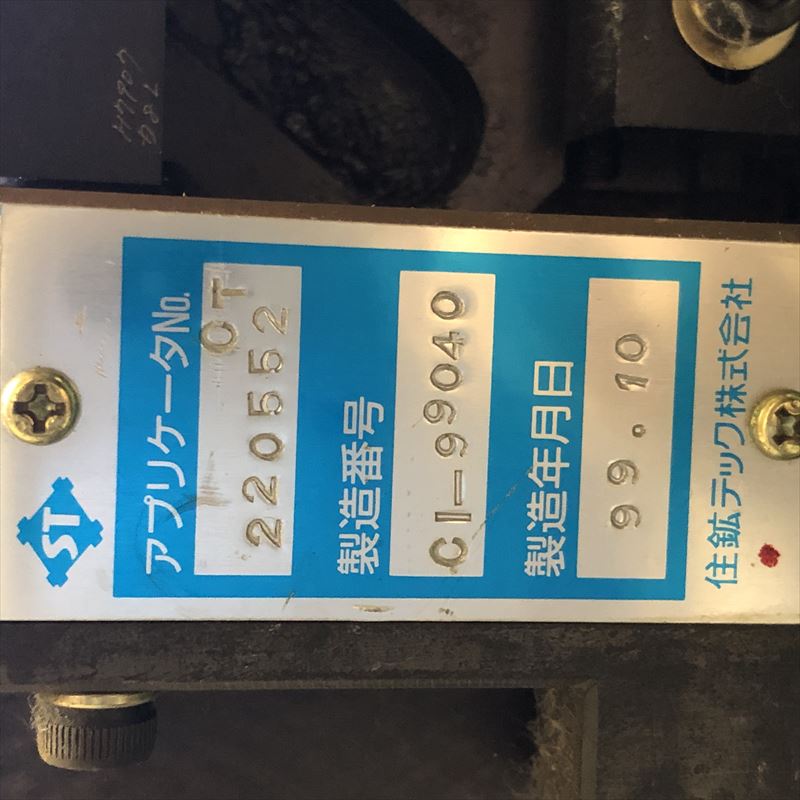 ST
アプリケータNo.
CT
220552
製造番号
CI-99040
製造年月日
99.10
住鉱テック株式会社